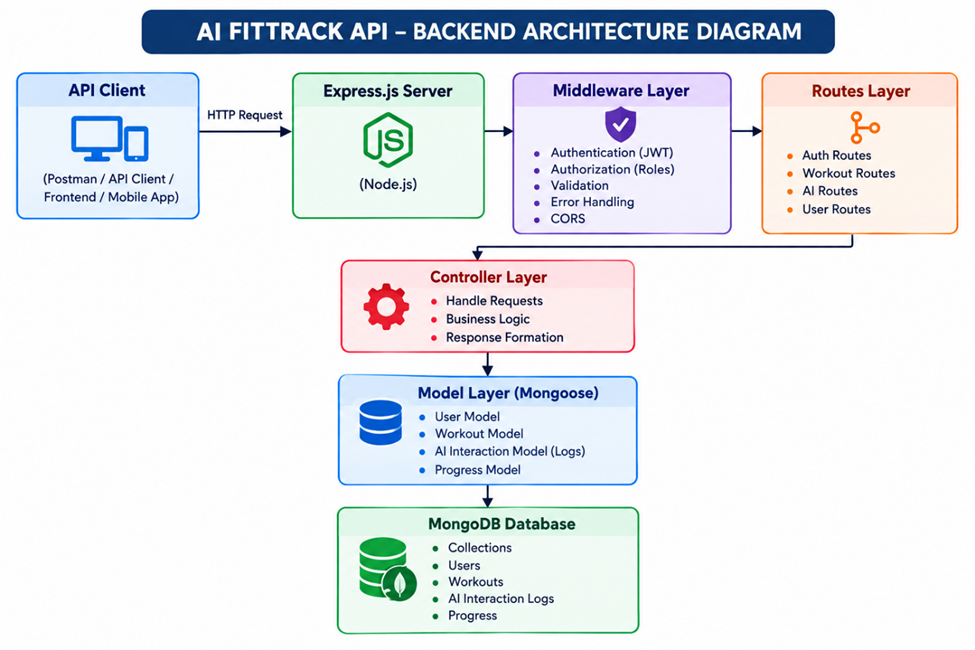 AI FITTRACK API – BACKEND ARCHITECTURE DIAGRAM
API Client
(Postman / API Client /
Frontend / Mobile App)
HTTP Request
Express.js Server
JS
(Node.js)
Middleware Layer
• Authentication (JWT)
• Authorization (Roles)
• Validation
• Error Handling
• CORS
Routes Layer
• Auth Routes
• Workout Routes
• AI Routes
• User Routes
Controller Layer
• Handle Requests
• Business Logic
• Response Formation
Model Layer (Mongoose)
• User Model
• Workout Model
• AI Interaction Model (Logs)
• Progress Model
MongoDB Database
• Collections
• Users
• Workouts
• AI Interaction Logs
• Progress